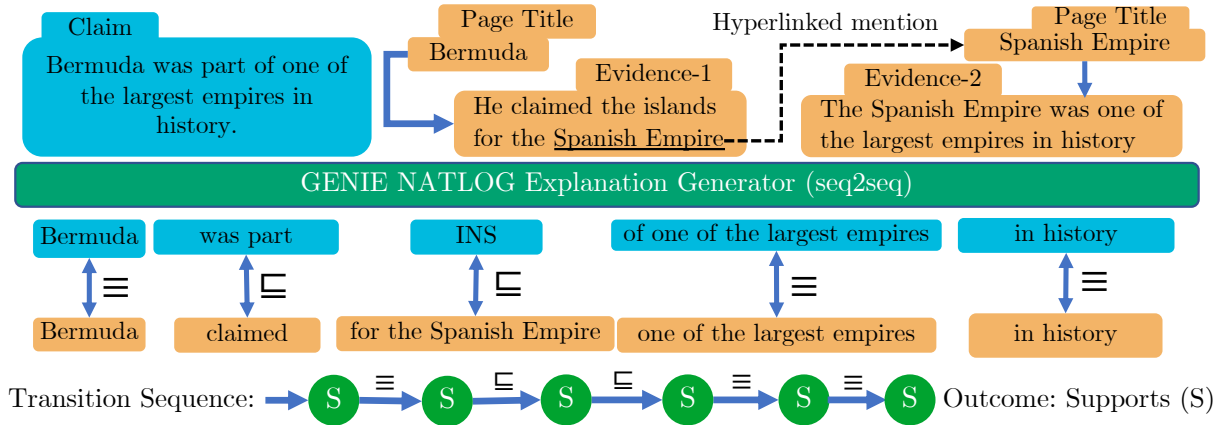 Claim
Bermuda was part of one of
the largest empires in
history.
Page Title
Bermuda
Evidence-1
He claimed the islands
for the Spanish Empire
Hyperlinked mention
Page Title
Spanish Empire
Evidence-2
The Spanish Empire was one of
the largest empires in history
GENIE NATLOG Explanation Generator (seq2seq)
Bermuda was part INS of one of the largest empires in history
≡ ⊑ ⊑ ≡ ≡
Bermuda claimed for the Spanish Empire one of the largest empires in history
≡ ⊑ ⊑ ≡ ≡
Transition Sequence: S S S S S S Outcome: Supports (S)